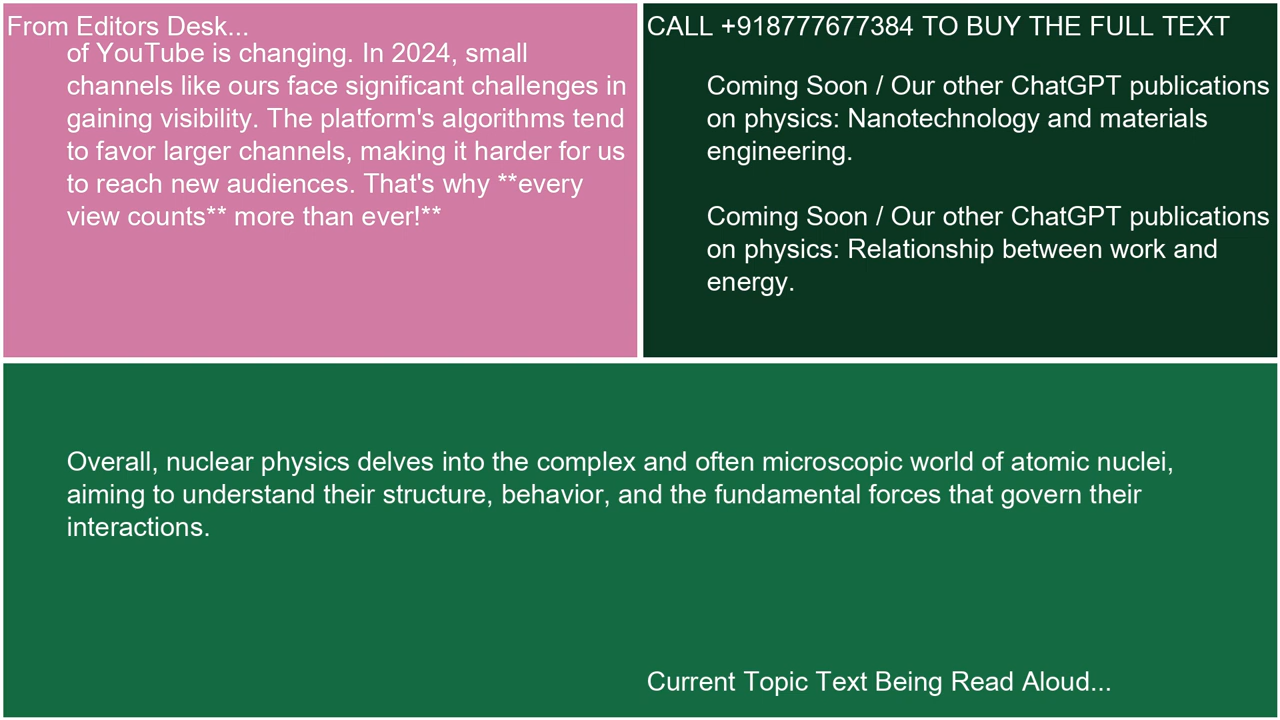 From Editors Desk...
of YouTube is changing. In 2024, small
channels like ours face significant challenges in
gaining visibility. The platform's algorithms tend
to favor larger channels, making it harder for us
to reach new audiences. That's why **every
view counts** more than ever!**
CALL +918777677384 TO BUY THE FULL TEXT
Coming Soon / Our other ChatGPT publications
on physics: Nanotechnology and materials
engineering.
Coming Soon / Our other ChatGPT publications
on physics: Relationship between work and
energy.
Overall, nuclear physics delves into the complex and often microscopic world of atomic nuclei,
aiming to understand their structure, behavior, and the fundamental forces that govern their
interactions.
Current Topic Text Being Read Aloud...